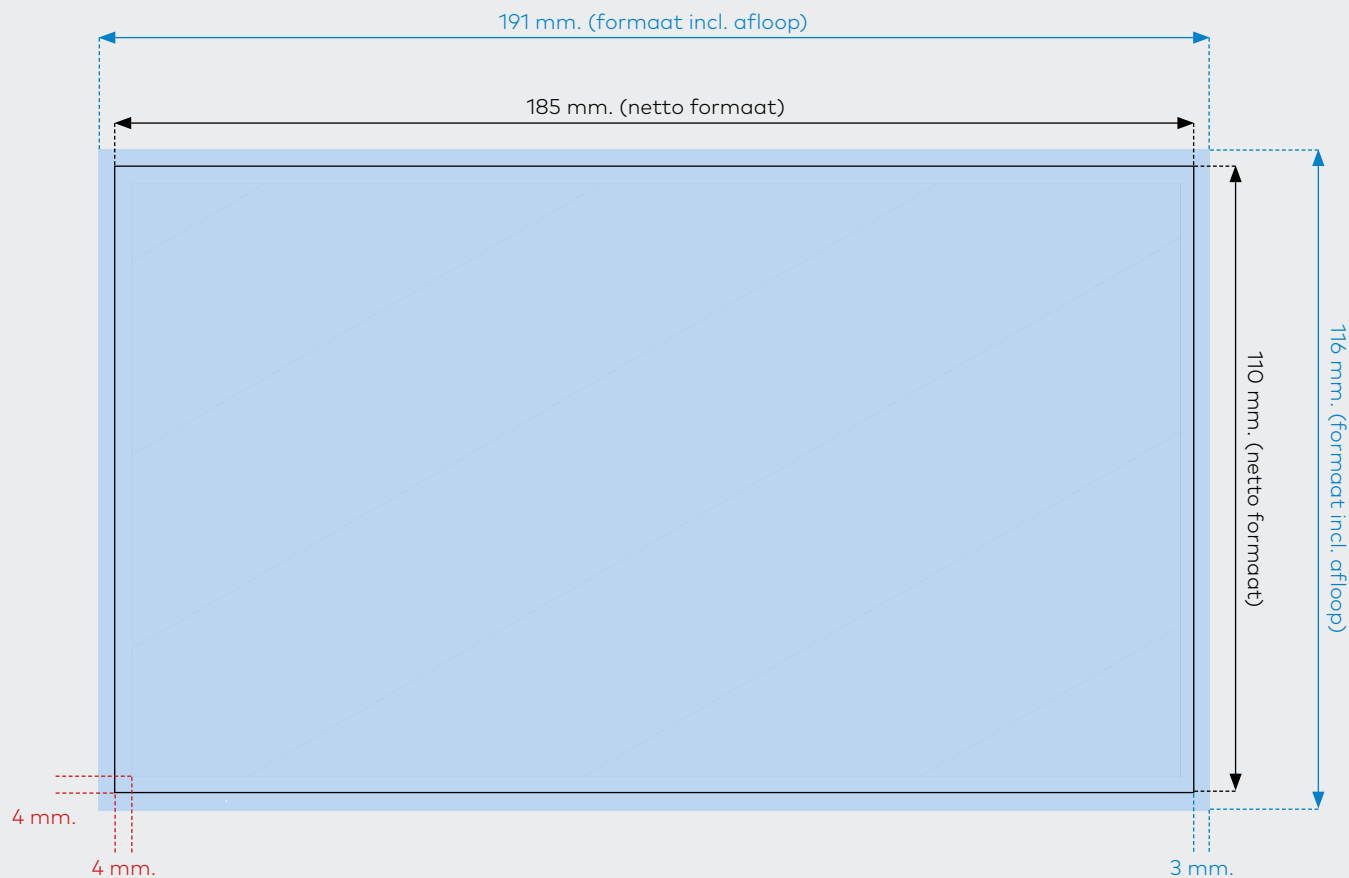 191 mm. (formaat incl. afloop)
185 mm. (netto formaat)
110 mm. (netto formaat)
116 mm. (formaat incl. afloop)
4 mm.
4 mm.
3 mm.